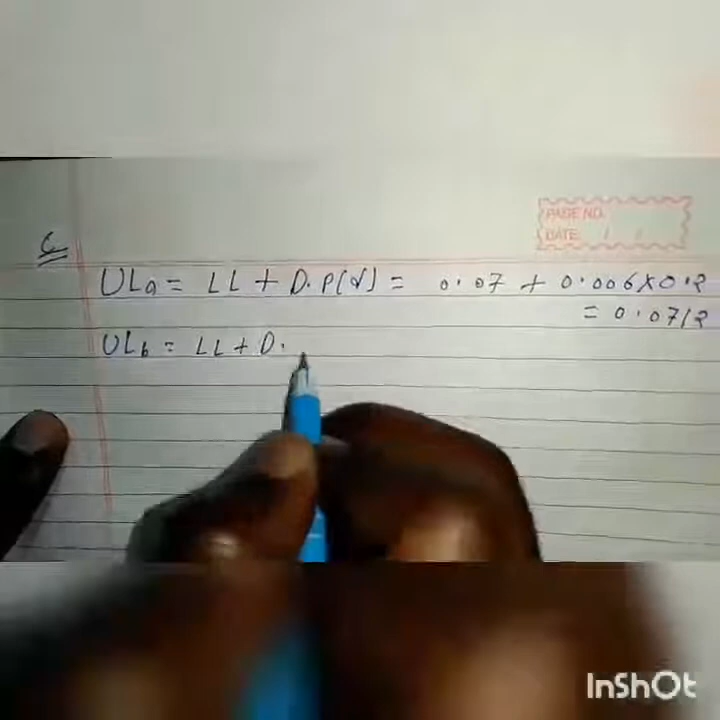 PAGE NO.
DATE: / /
C
ULa = LL + D. P(α) = 0.07 + 0.006 x 0.2
= 0.0712
ULb = LL + D.
InShOt